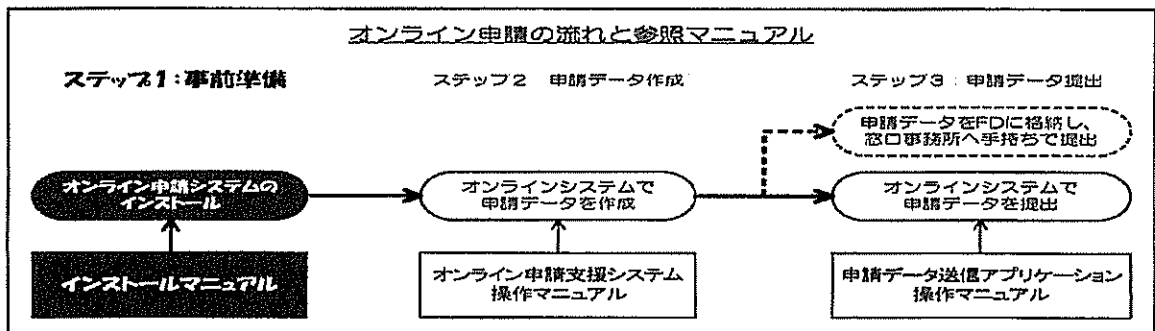 オンライン申請の流れと参照マニュアル
ステップ1:事前準備
ステップ2 申請データ作成
ステップ3:申請データ提出
申請データをFDに格納し、
窓口事務所へ手持ちで提出
オンライン申請システムの
インストール
オンラインシステムで
申請データを作成
オンラインシステムで
申請データを提出
インストールマニュアル
オンライン申請支援システム
操作マニュアル
申請データ送信アプリケーション
操作マニュアル